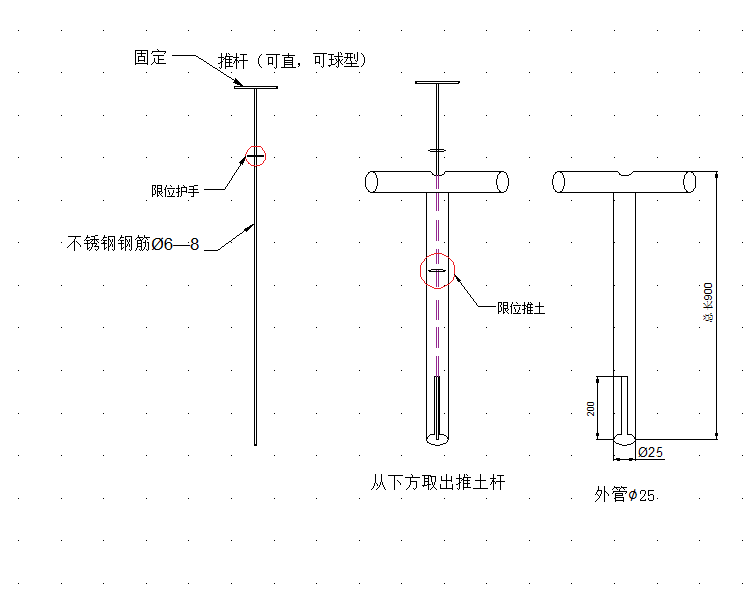 固定
推杆（可直，可球型）
限位护手
不锈钢钢筋Ø6—8
限位推土
总长900
200
Ø25
从下方取出推土杆
外管Ø25